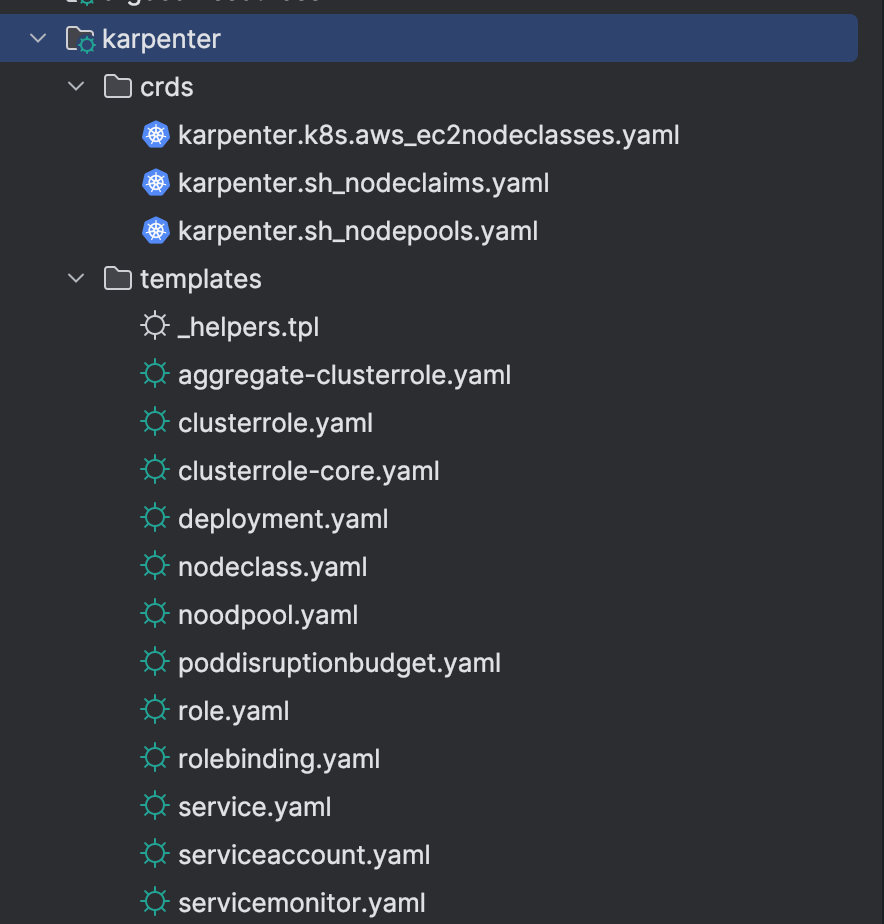 karpenter
crds
karpenter.k8s.aws_ec2nodeclasses.yaml
karpenter.sh_nodeclaims.yaml
karpenter.sh_nodepools.yaml
templates
_helpers.tpl
aggregate-clusterrole.yaml
clusterrole.yaml
clusterrole-core.yaml
deployment.yaml
nodeclass.yaml
noodpool.yaml
poddisruptionbudget.yaml
role.yaml
rolebinding.yaml
service.yaml
serviceaccount.yaml
servicemonitor.yaml